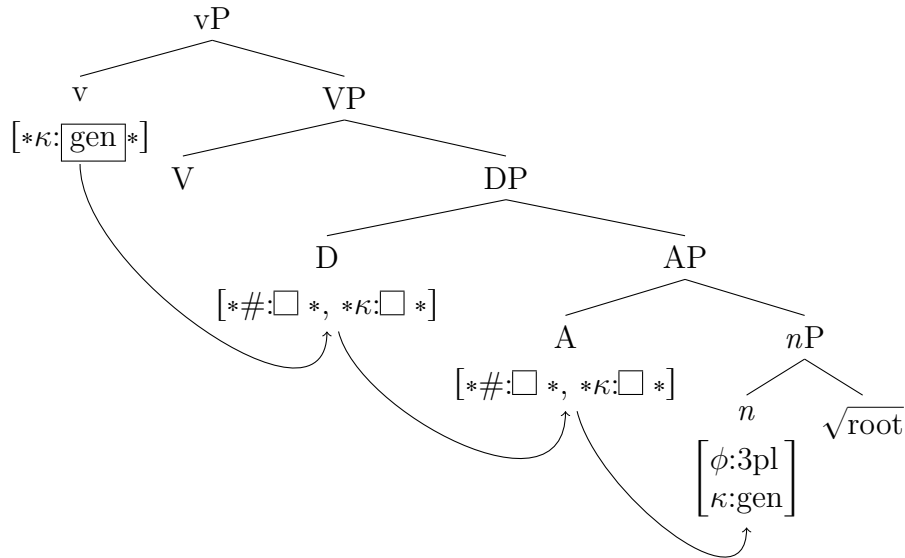 vP
v VP
[∗κ: gen ∗]
V DP
D AP
[∗#:□ ∗, ∗κ:□ ∗]
A nP
[∗#:□ ∗, ∗κ:□ ∗]
n √root
[ϕ:3pl
κ:gen]